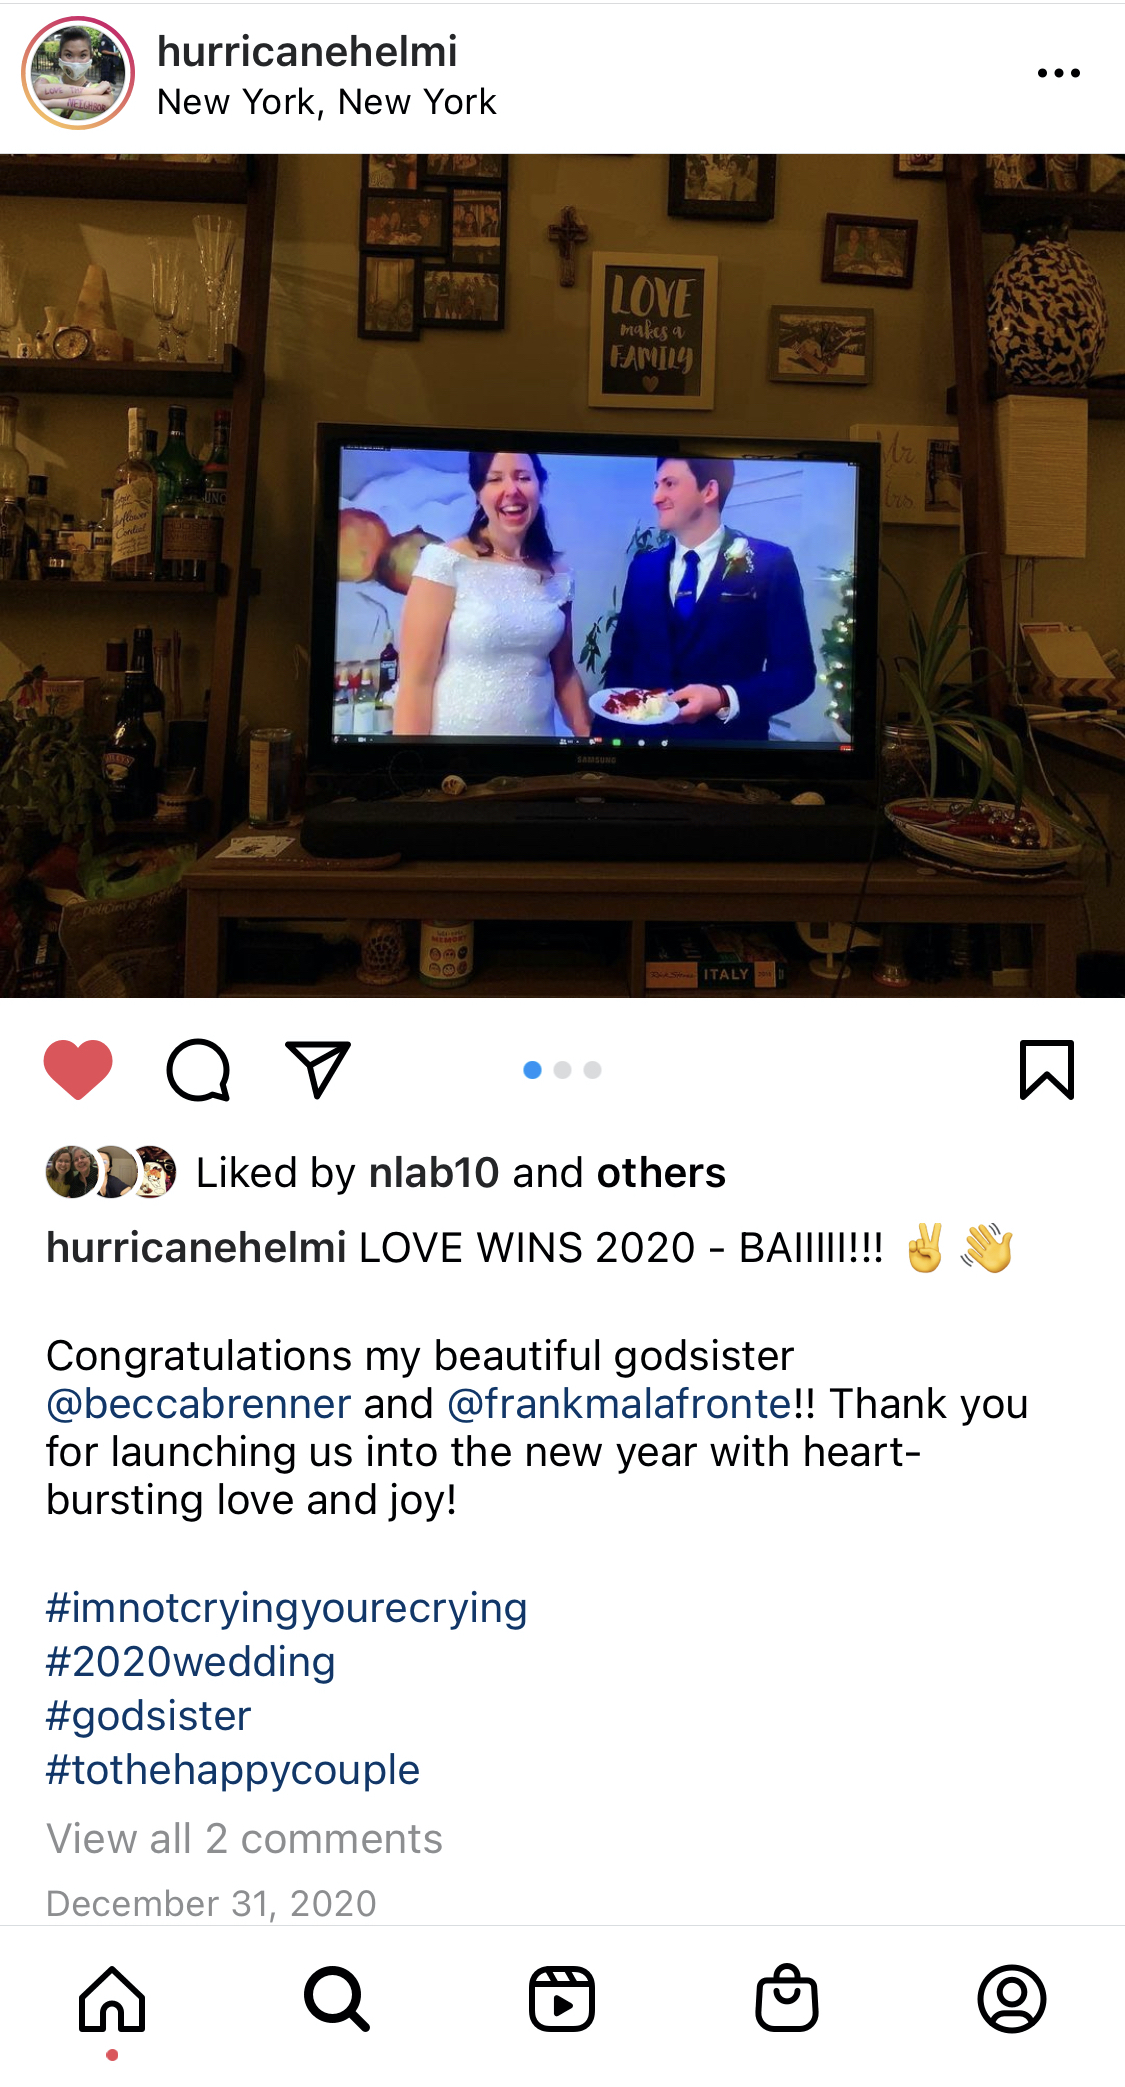 hurricanehelmi
New York, New York
LOVE
makes a
FAMILY
Mr.
SAMSUNG
MEMORY
ITALY
Liked by nlab10 and others
hurricanehelmi LOVE WINS 2020 - BAIIIII!!! ✌️👋
Congratulations my beautiful godsister
@beccabrenner and @frankmalafronte!! Thank you
for launching us into the new year with heart-
bursting love and joy!
#imnotcryingyourecrying
#2020wedding
#godsister
#tothehappycouple
View all 2 comments
December 31, 2020